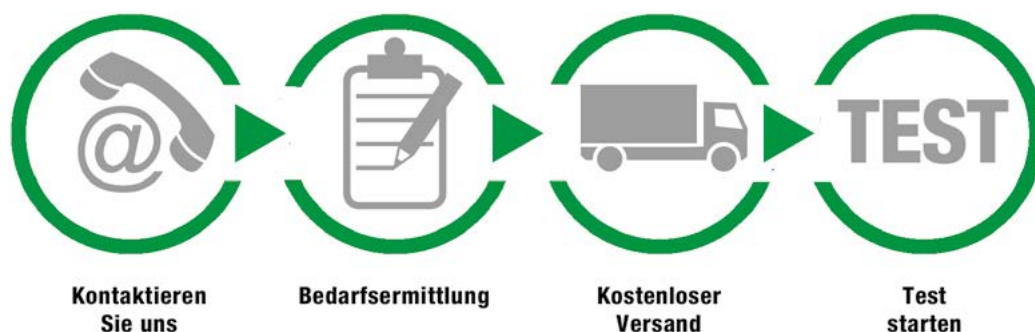 @
TEST
Kontaktieren
Sie uns
Bedarfsermittlung
Kostenloser
Versand
Test
starten